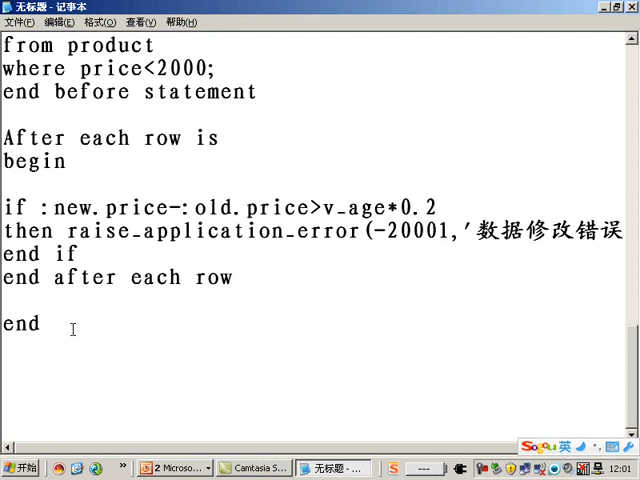 无标题 - 记事本
文件(F) 编辑(E) 格式(O) 查看(V) 帮助(H)
from product
where price<2000;
end before statement
After each row is
begin
if :new.price-:old.price>v_age*0.2
then raise_application_error(-20001,'数据修改错误
end if
end after each row
end
Sogou 英
开始 » 2 Microso... Camtasia S... 无标题 - ... --- 12:01